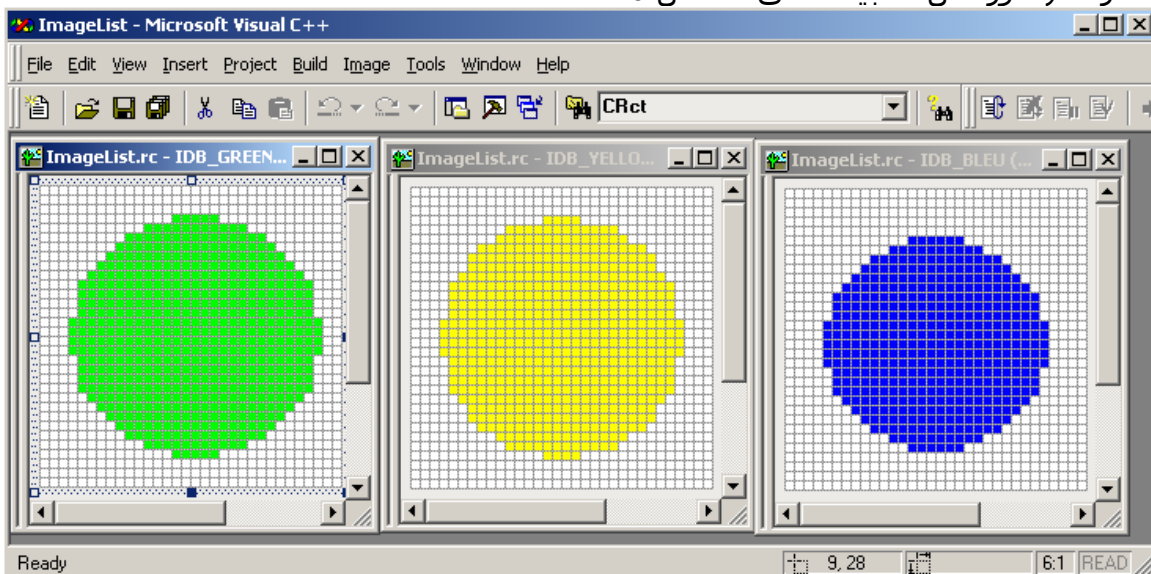 ImageList - Microsoft Visual C++
File Edit View Insert Project Build Image Tools Window Help
CRct
ImageList.rc - IDB_GREEN...
ImageList.rc - IDB_YELLO...
ImageList.rc - IDB_BLEU (...
Ready
9, 28
6:1
READ